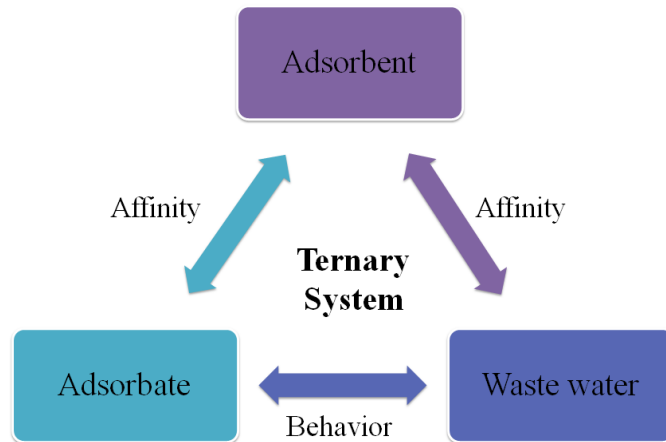 Adsorbent
Affinity
Affinity
Ternary
System
Adsorbate
Waste water
Behavior